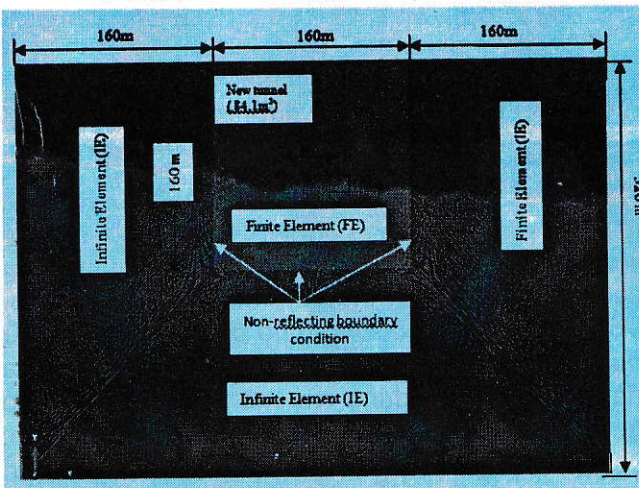 160m
160m
160m
New tunnel
Infinite Element (IE)
160 m
Finite Element (IE)
Finite Element (FE)
Non-reflecting boundary
condition
Infinite Element (IE)